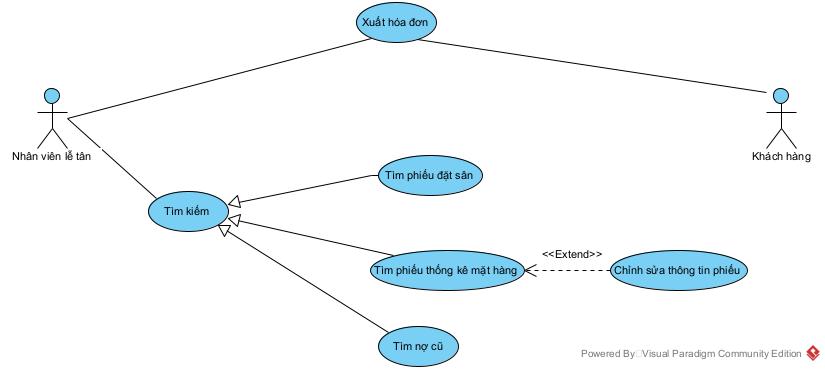 Xuất hóa đơn
Nhân viên lễ tân
Khách hàng
Tìm phiếu đặt sân
Tìm kiếm
<<Extend>>
Tìm phiếu thống kê mặt hàng
Chỉnh sửa thông tin phiếu
Tìm nợ cũ
Powered By Visual Paradigm Community Edition